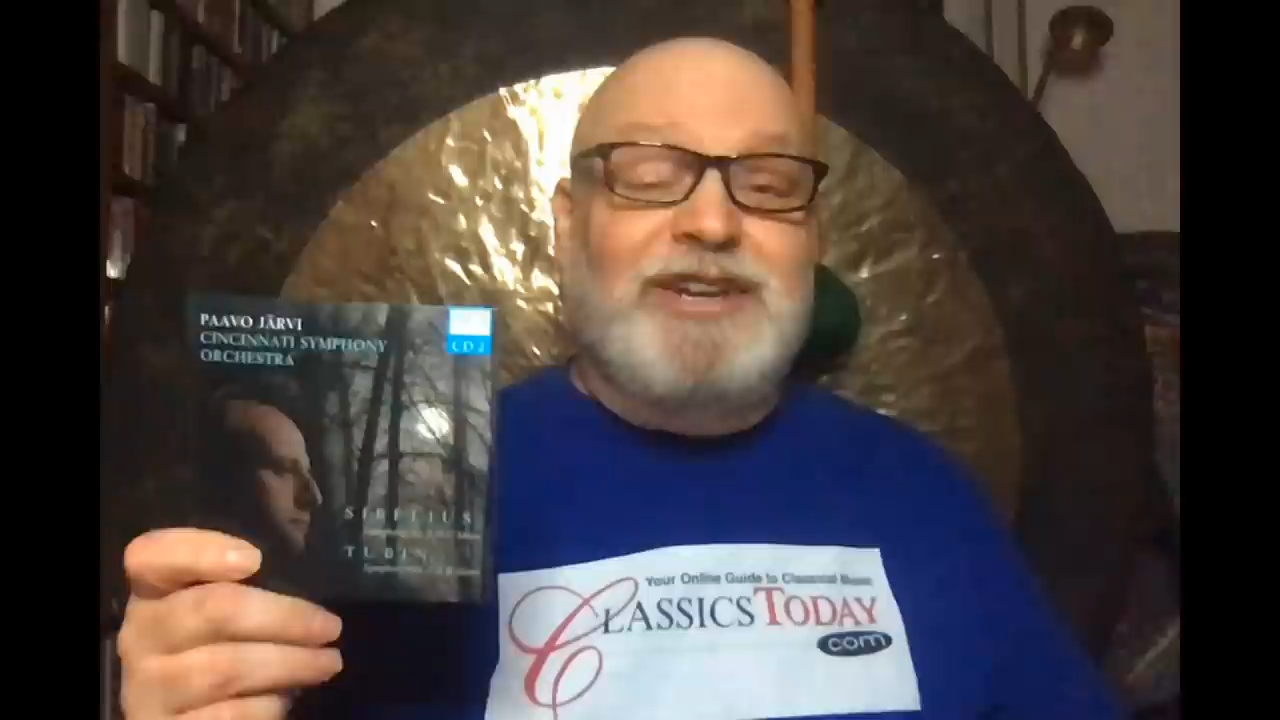 PAAVO JÄRVI
CINCINNATI SYMPHONY
ORCHESTRA
CD 2
SIBELIUS
TUBIN
Your Online Guide to Classical Music
CLASSICSTODAY
com